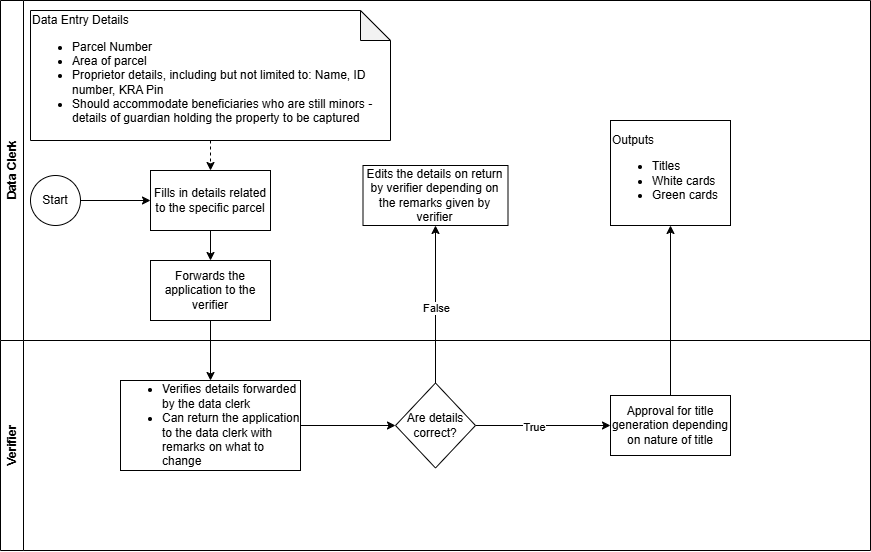 Data Entry Details
• Parcel Number
• Area of parcel
• Proprietor details, including but not limited to: Name, ID
number, KRA Pin
• Should accommodate beneficiaries who are still minors -
details of guardian holding the property to be captured
Data Clerk
Start
Fills in details related
to the specific parcel
Edits the details on return
by verifier depending on
the remarks given by
verifier
Outputs
• Titles
• White cards
• Green cards
Forwards the
application to the
verifier
False
Verifier
• Verifies details forwarded
by the data clerk
• Can return the application
to the data clerk with
remarks on what to
change
Are details
correct?
True
Approval for title
generation depending
on nature of title